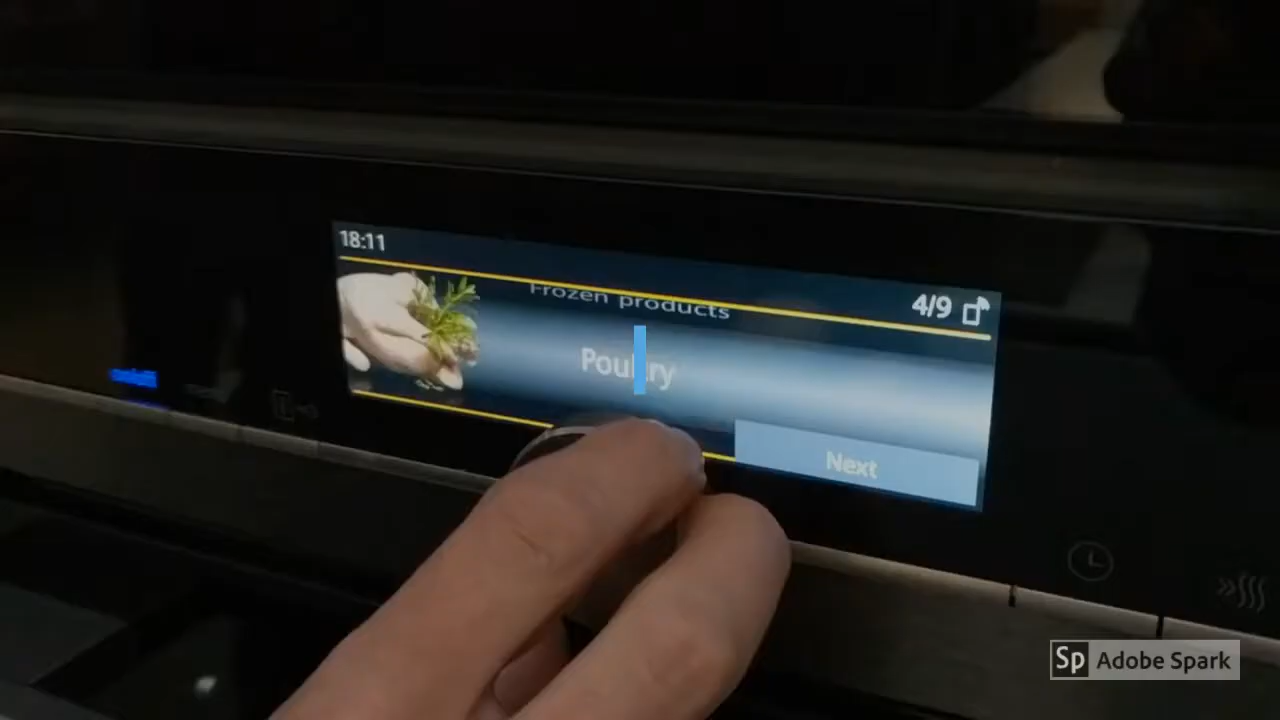 18:11
4/9
Frozen products
Poultry
Next
Sp Adobe Spark